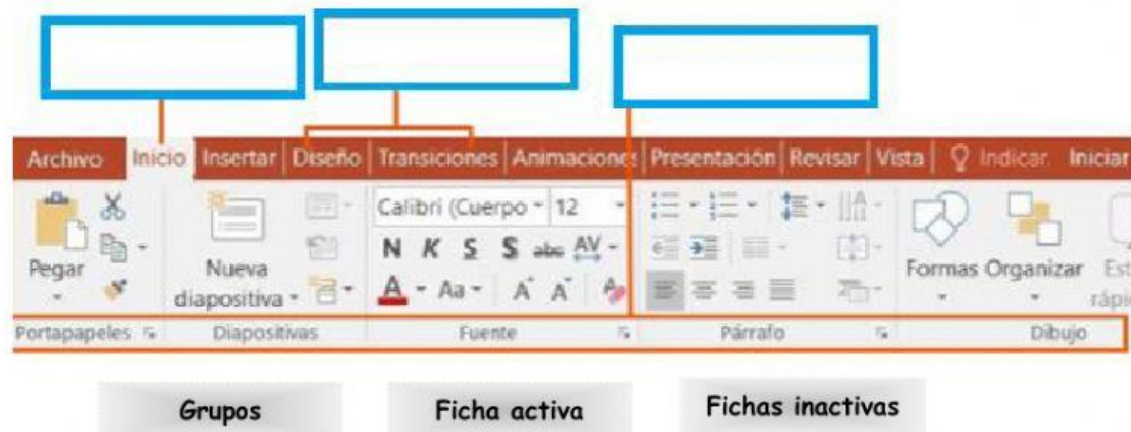 Archivo Inicio Insertar Diseño Transiciones Animaciones Presentación Revisar Vista Indicar. Iniciar
Calibri (Cuerpo 12
N K S S abc AV
Pegar Nueva diapositiva A Aa A A Formas Organizar
Portapapeles Diapositivas Fuente Párrafo Dibujo
Grupos Ficha activa Fichas inactivas